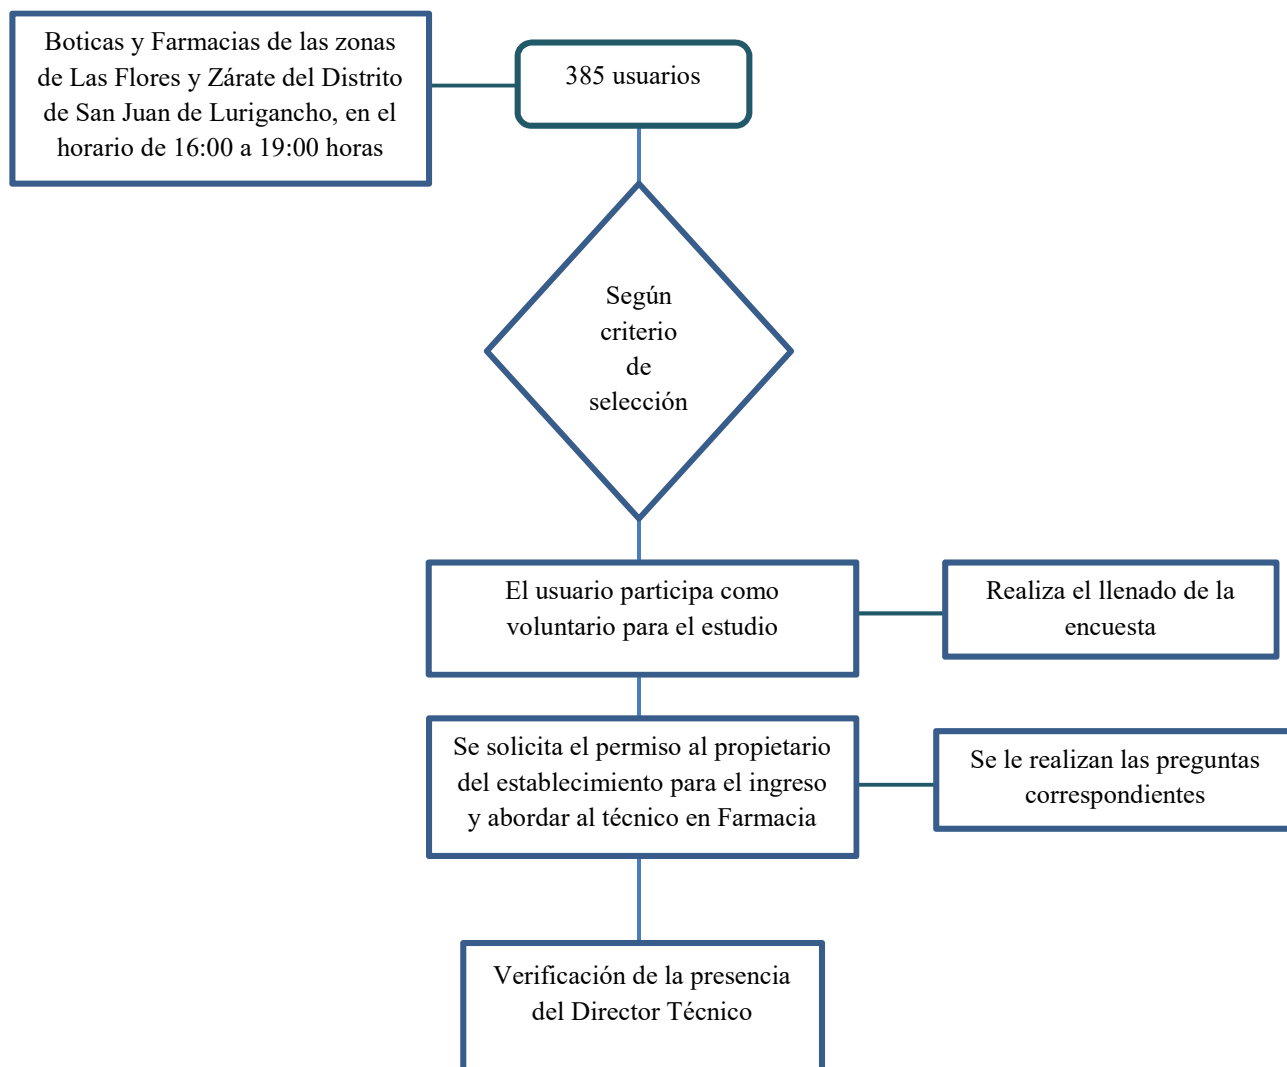 Boticas y Farmacias de las zonas
de Las Flores y Zárate del Distrito
de San Juan de Lurigancho, en el
horario de 16:00 a 19:00 horas
385 usuarios
Según
criterio
de
selección
El usuario participa como
voluntario para el estudio
Realiza el llenado de la
encuesta
Se solicita el permiso al propietario
del establecimiento para el ingreso
y abordar al técnico en Farmacia
Se le realizan las preguntas
correspondientes
Verificación de la presencia
del Director Técnico